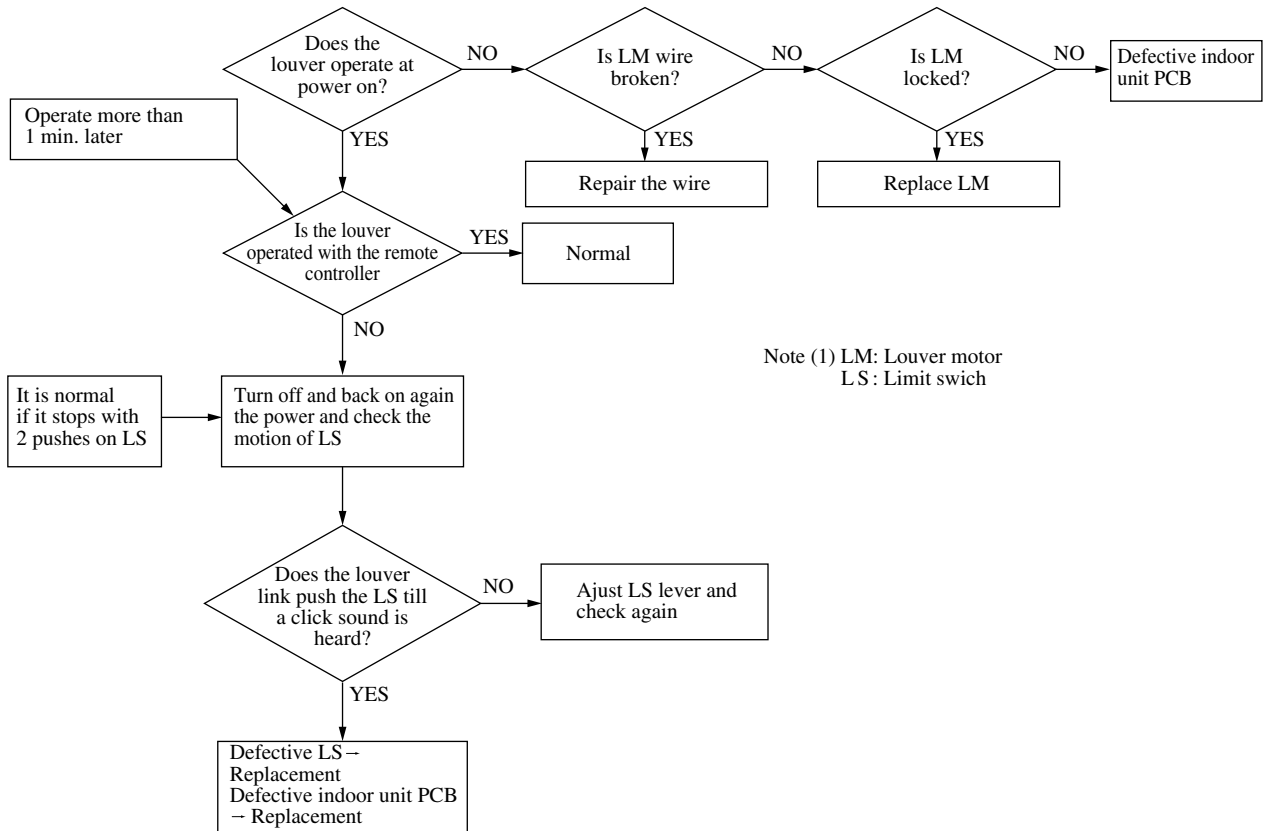 Does the
louver operate at
power on?
NO
Is LM wire
broken?
NO
Is LM
locked?
NO
Defective indoor
unit PCB
YES
YES
YES
Repair the wire
Replace LM
Operate more than
1 min. later
Is the louver
operated with the remote
controller
YES
Normal
NO
Note (1) LM: Louver motor
L S : Limit swich
It is normal
if it stops with
2 pushes on LS
Turn off and back on again
the power and check the
motion of LS
Does the louver
link push the LS till
a click sound is
heard?
NO
Ajust LS lever and
check again
YES
Defective LS→
Replacement
Defective indoor unit PCB
→ Replacement